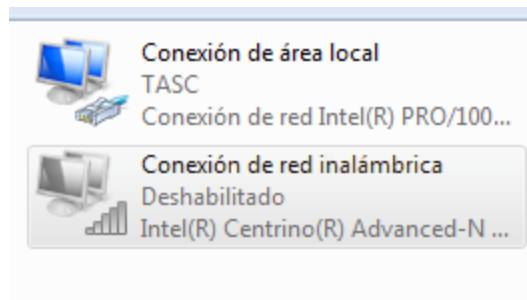 Conexión de área local
TASC
Conexión de red Intel(R) PRO/100...
Conexión de red inalámbrica
Deshabilitado
Intel(R) Centrino(R) Advanced-N ...